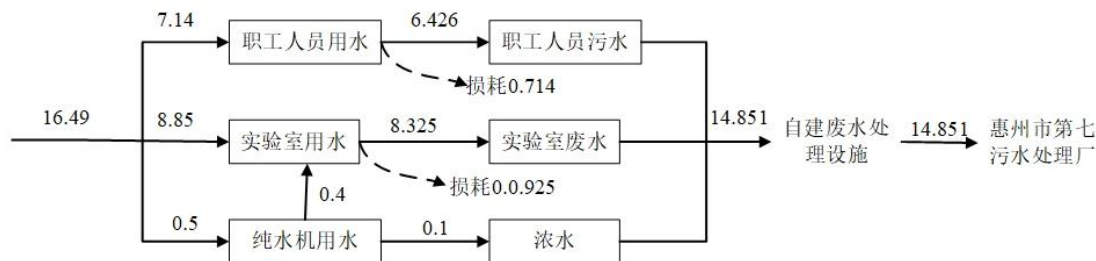 7.14
职工人员用水
6.426
职工人员污水
损耗0.714
16.49
8.85
实验室用水
8.325
实验室废水
14.851
自建废水处
理设施
14.851
惠州市第七
污水处理厂
损耗0.0.925
0.4
0.5
纯水机用水
0.1
浓水